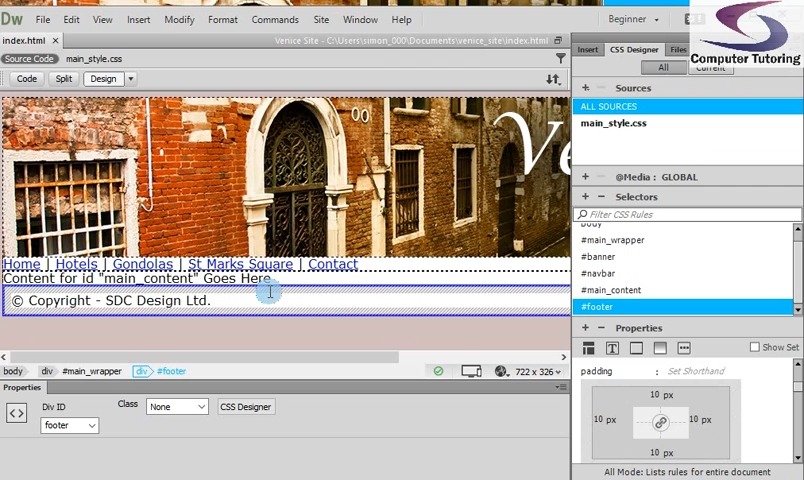 Dw File Edit View Insert Modify Format Commands Site Window Help Beginner
Computer Tutoring
index.html × Venice Site - C:\Users\simon_000\Documents\venice_site\index.html
Insert CSS Designer Files
Source Code main_style.css
All Current
Code Split Design
Sources
ALL SOURCES
main_style.css
Ve
@Media : GLOBAL
Selectors
Filter CSS Rules
body
#main_wrapper
#banner
#navbar
#main_content
#footer
Home | Hotels | Gondolas | St Marks Square | Contact
Content for id "main_content" Goes Here
© Copyright - SDC Design Ltd.
Properties
Show Set
padding : Set Shorthand
10 px
10 px 10 px
10 px
body div #main_wrapper div #footer 722 x 326
Properties
Div ID Class None CSS Designer
footer
All Mode: Lists rules for entire document